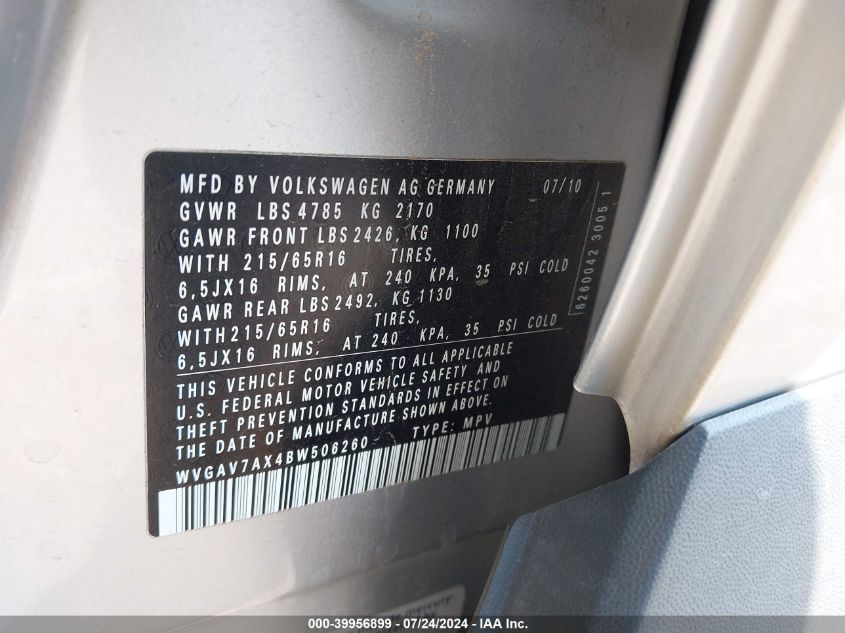 MFD BY VOLKSWAGEN AG GERMANY 07/10
GVWR LBS 4785 KG 2170
GAWR FRONT LBS 2426, KG 1100
WITH 215/65R16 TIRES,
6,5JX16 RIMS, AT 240 KPA, 35 PSI COLD
GAWR REAR LBS 2492, KG 1130
WITH 215/65R16 TIRES,
6,5JX16 RIMS, AT 240 KPA, 35 PSI COLD
THIS VEHICLE CONFORMS TO ALL APPLICABLE
U.S. FEDERAL MOTOR VEHICLE SAFETY AND
THEFT PREVENTION STANDARDS IN EFFECT ON
THE DATE OF MANUFACTURE SHOWN ABOVE.
WVGAV7AX4BW506260 TYPE: MPV
6260042 3006 1
mercury
000-39956899 - 07/24/2024 - IAA Inc.